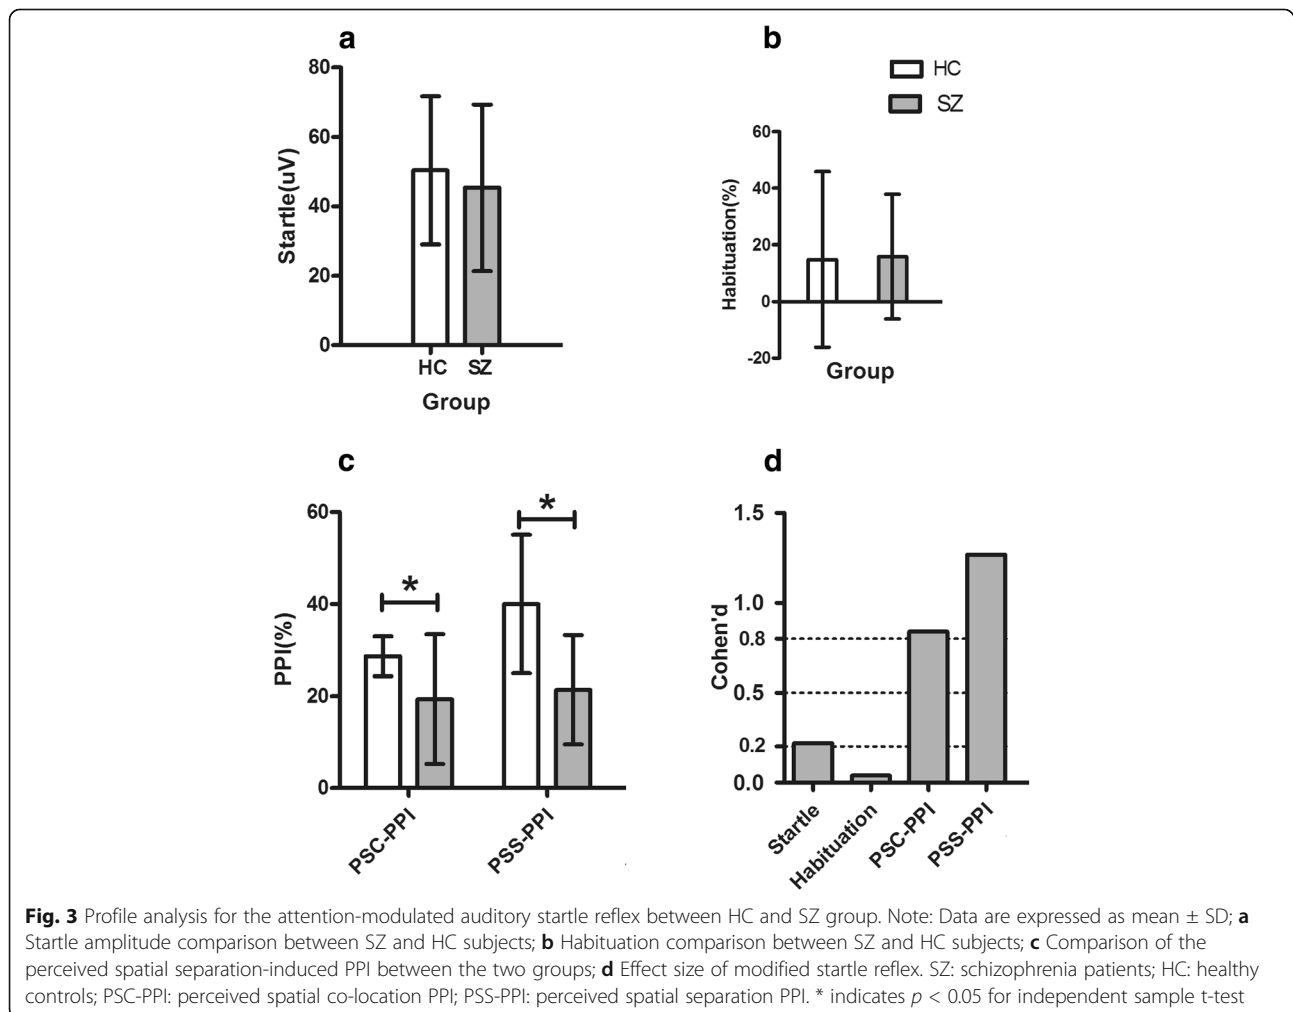 a
80
60
40
20
0
Startle(uV)
HC SZ
Group
b
HC
SZ
60
40
20
0
-20
Habituation(%)
Group
c
60
40
20
0
PPI(%)
*
*
PSC-PPI
PSS-PPI
d
1.5
1.0
0.8
0.5
0.2
0.0
Cohen'd
Startle
Habituation
PSC-PPI
PSS-PPI
Fig. 3 Profile analysis for the attention-modulated auditory startle reflex between HC and SZ group. Note: Data are expressed as mean ± SD; a
Startle amplitude comparison between SZ and HC subjects; b Habituation comparison between SZ and HC subjects; c Comparison of the
perceived spatial separation-induced PPI between the two groups; d Effect size of modified startle reflex. SZ: schizophrenia patients; HC: healthy
controls; PSC-PPI: perceived spatial co-location PPI; PSS-PPI: perceived spatial separation PPI. * indicates p < 0.05 for independent sample t-test